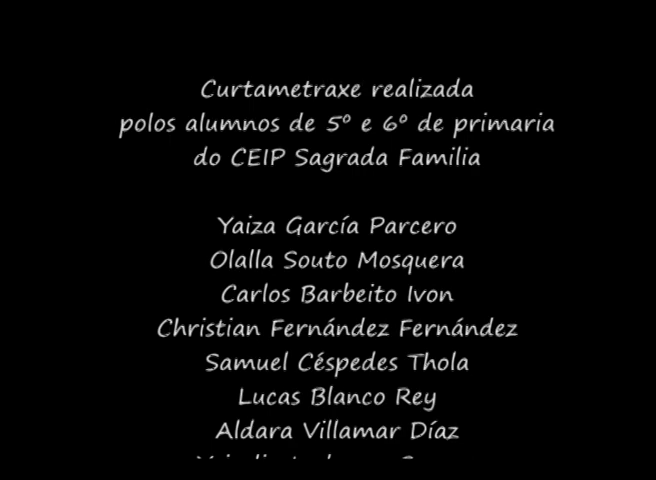 Curtametraxe realizada
polos alumnos de 5º e 6º de primaria
do CEIP Sagrada Familia
Yaiza García Parcero
Olalla Souto Mosquera
Carlos Barbeito Ivon
Christian Fernández Fernández
Samuel Céspedes Thola
Lucas Blanco Rey
Aldara Villamar Díaz